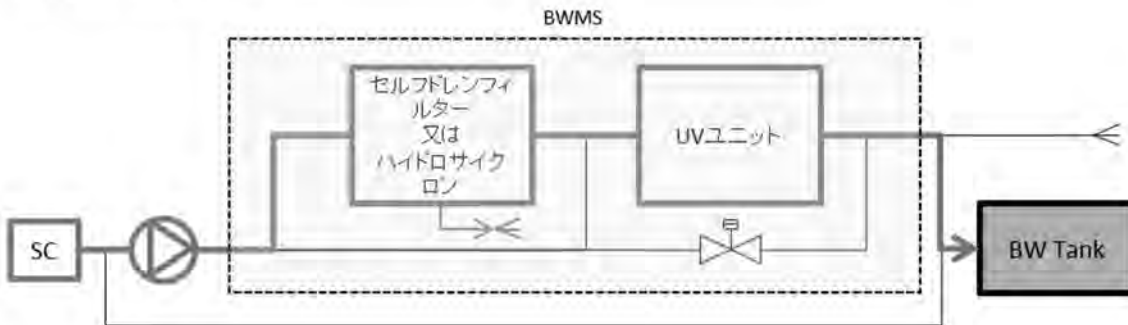 BWMS
セルフドレンフィ
ルター
又は
ハイドロサイク
ロン
UVユニット
SC
BW Tank